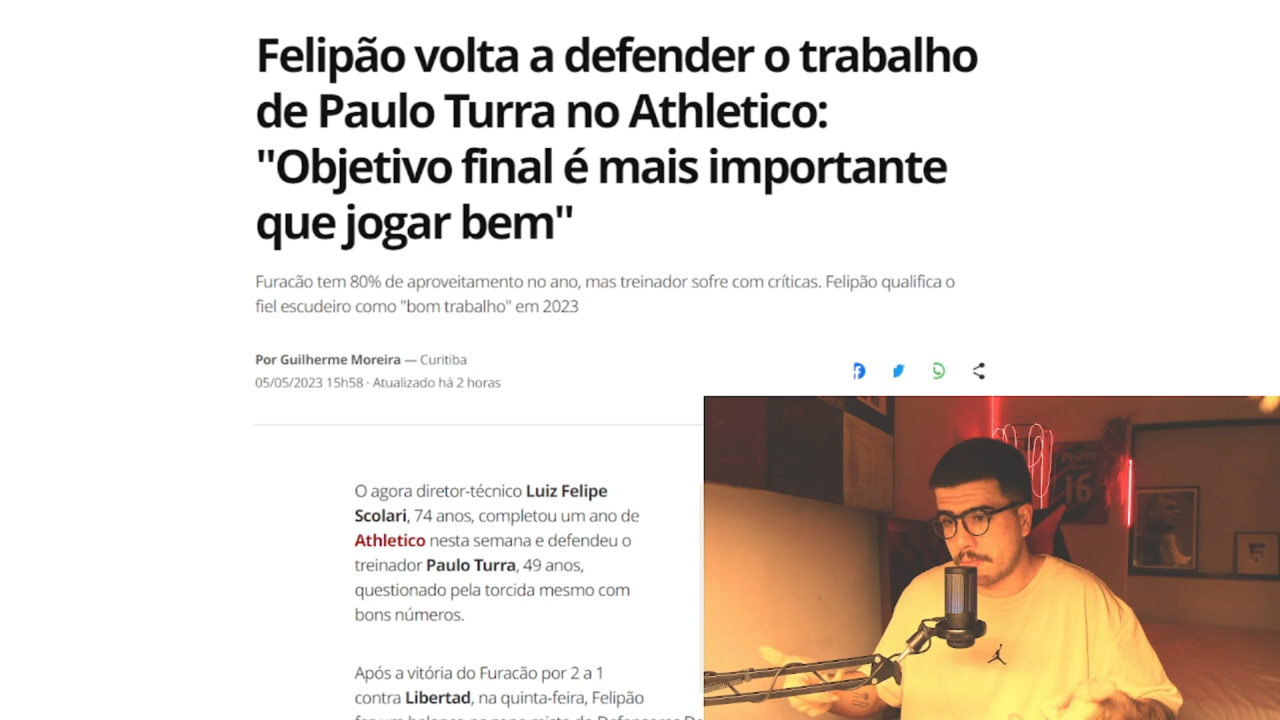 Felipão volta a defender o trabalho
de Paulo Turra no Athletico:
"Objetivo final é mais importante
que jogar bem"
Furacão tem 80% de aproveitamento no ano, mas treinador sofre com críticas. Felipão qualifica o
fiel escudeiro como "bom trabalho" em 2023
Por Guilherme Moreira — Curitiba
05/05/2023 15h58 · Atualizado há 2 horas
O agora diretor-técnico Luiz Felipe
Scolari, 74 anos, completou um ano de
Athletico nesta semana e defendeu o
treinador Paulo Turra, 49 anos,
questionado pela torcida mesmo com
bons números.
Após a vitória do Furacão por 2 a 1
contra Libertad, na quinta-feira, Felipão
16